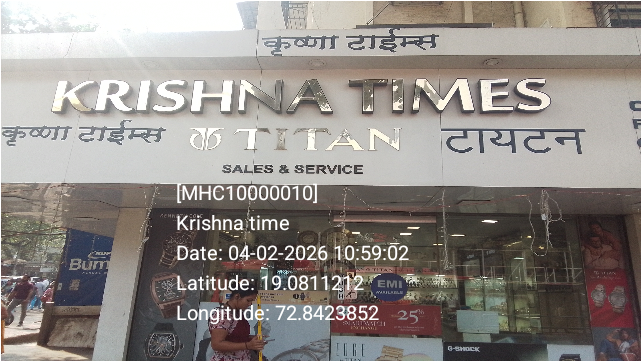 कृष्णा टाईम्स
KRISHNA TIMES
कृष्णा टाईम्स TITAN टायटन
SALES & SERVICE
[MHC10000010]
Krishna time
Date: 04-02-2026 10:59:02
Latitude: 19.0811212
Longitude: 72.8423852
EMI
AVAILABLE
-25%
G-SHOCK